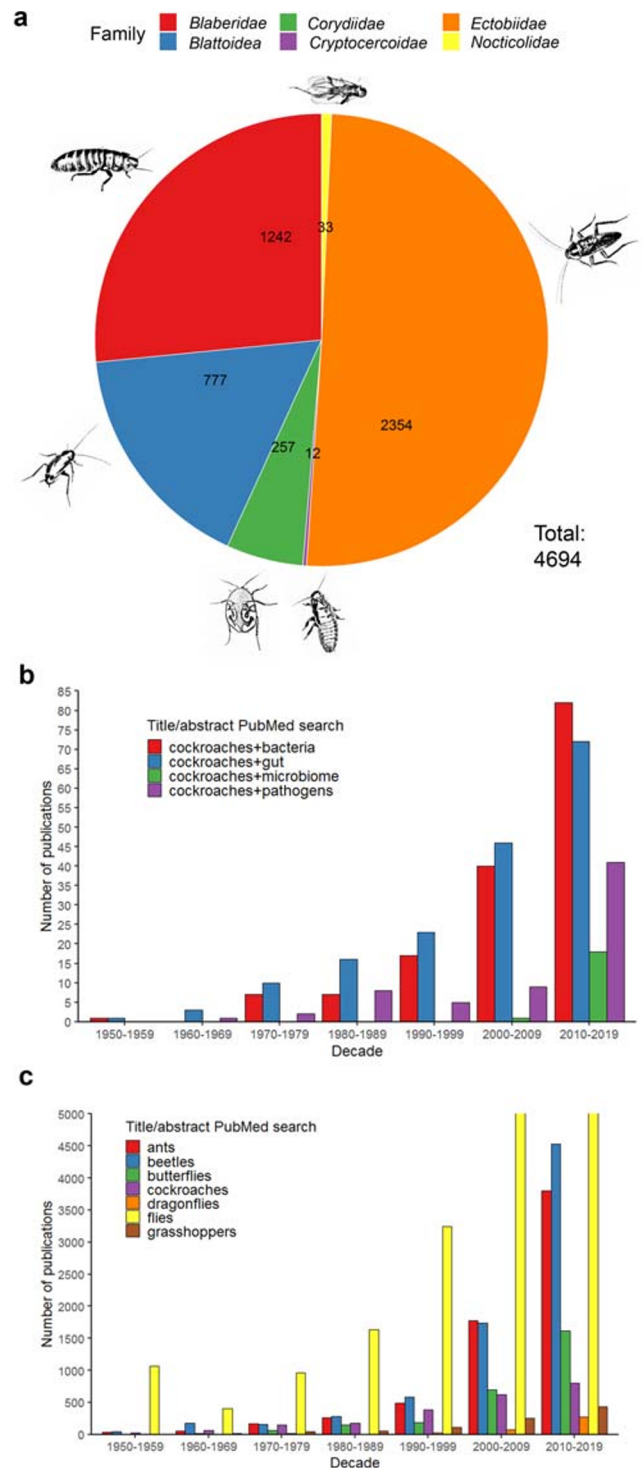 a
Family Blaberidae Corydiidae Ectobiidae
Blattoidea Cryptocercoidae Nocticolidae
33
1242
777
2354
257 12
Total:
4694
b
Title/abstract PubMed search
cockroaches+bacteria
cockroaches+gut
cockroaches+microbiome
cockroaches+pathogens
Number of publications
85
80
75
70
65
60
55
50
45
40
35
30
25
20
15
10
5
0
1950-1959 1960-1969 1970-1979 1980-1989 1990-1999 2000-2009 2010-2019
Decade
c
Title/abstract PubMed search
ants
beetles
butterflies
cockroaches
dragonflies
flies
grasshoppers
Number of publications
5000
4500
4000
3500
3000
2500
2000
1500
1000
500
0
1950-1959 1960-1969 1970-1979 1980-1989 1990-1999 2000-2009 2010-2019
Decade